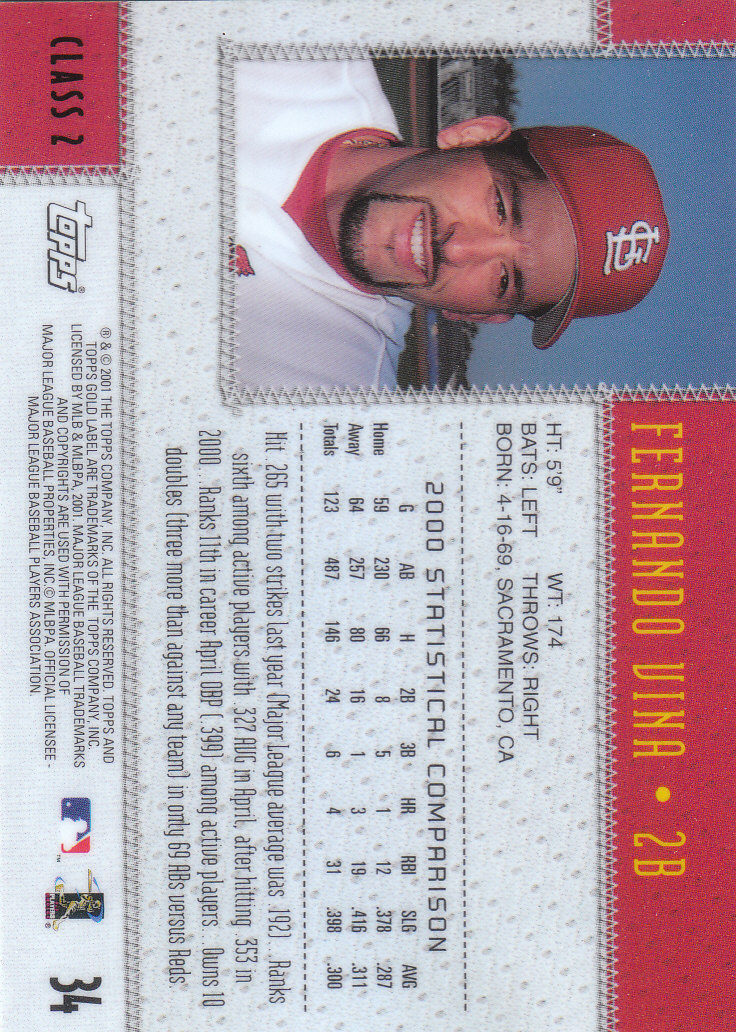 FERNANDO VINA • 2B
HT: 5'9" WT: 174
BATS: LEFT THROWS: RIGHT
BORN: 4-16-69, SACRAMENTO, CA
2000 STATISTICAL COMPARISON
G AB H 2B 3B HR RBI SLG AVG
Home 59 230 66 8 5 1 12 .378 .287
Away 64 257 80 16 1 3 19 .416 .311
Totals 123 487 146 24 6 4 31 .398 .300
Hit .265 with two strikes last year (Major League average was .192)...Ranks
sixth among active players with .327 AVG in April, after hitting .353 in
2000...Ranks 11th in career April OBP (.399) among active players...Owns 10
doubles (three more than against any team) in only 69 ABs versus Reds.
CLASS 2
topps®
® & © 2001 THE TOPPS COMPANY, INC. ALL RIGHTS RESERVED. TOPPS AND
TOPPS GOLD LABEL ARE TRADEMARKS OF THE TOPPS COMPANY, INC.
LICENSED BY MLB & MLBPA, 2001. MAJOR LEAGUE BASEBALL TRADEMARKS
AND COPYRIGHTS ARE USED WITH PERMISSION OF
MAJOR LEAGUE BASEBALL PROPERTIES, INC. © MLBPA. OFFICIAL LICENSEE -
MAJOR LEAGUE BASEBALL PLAYERS ASSOCIATION.
™
PLAYERS
®
34
StL